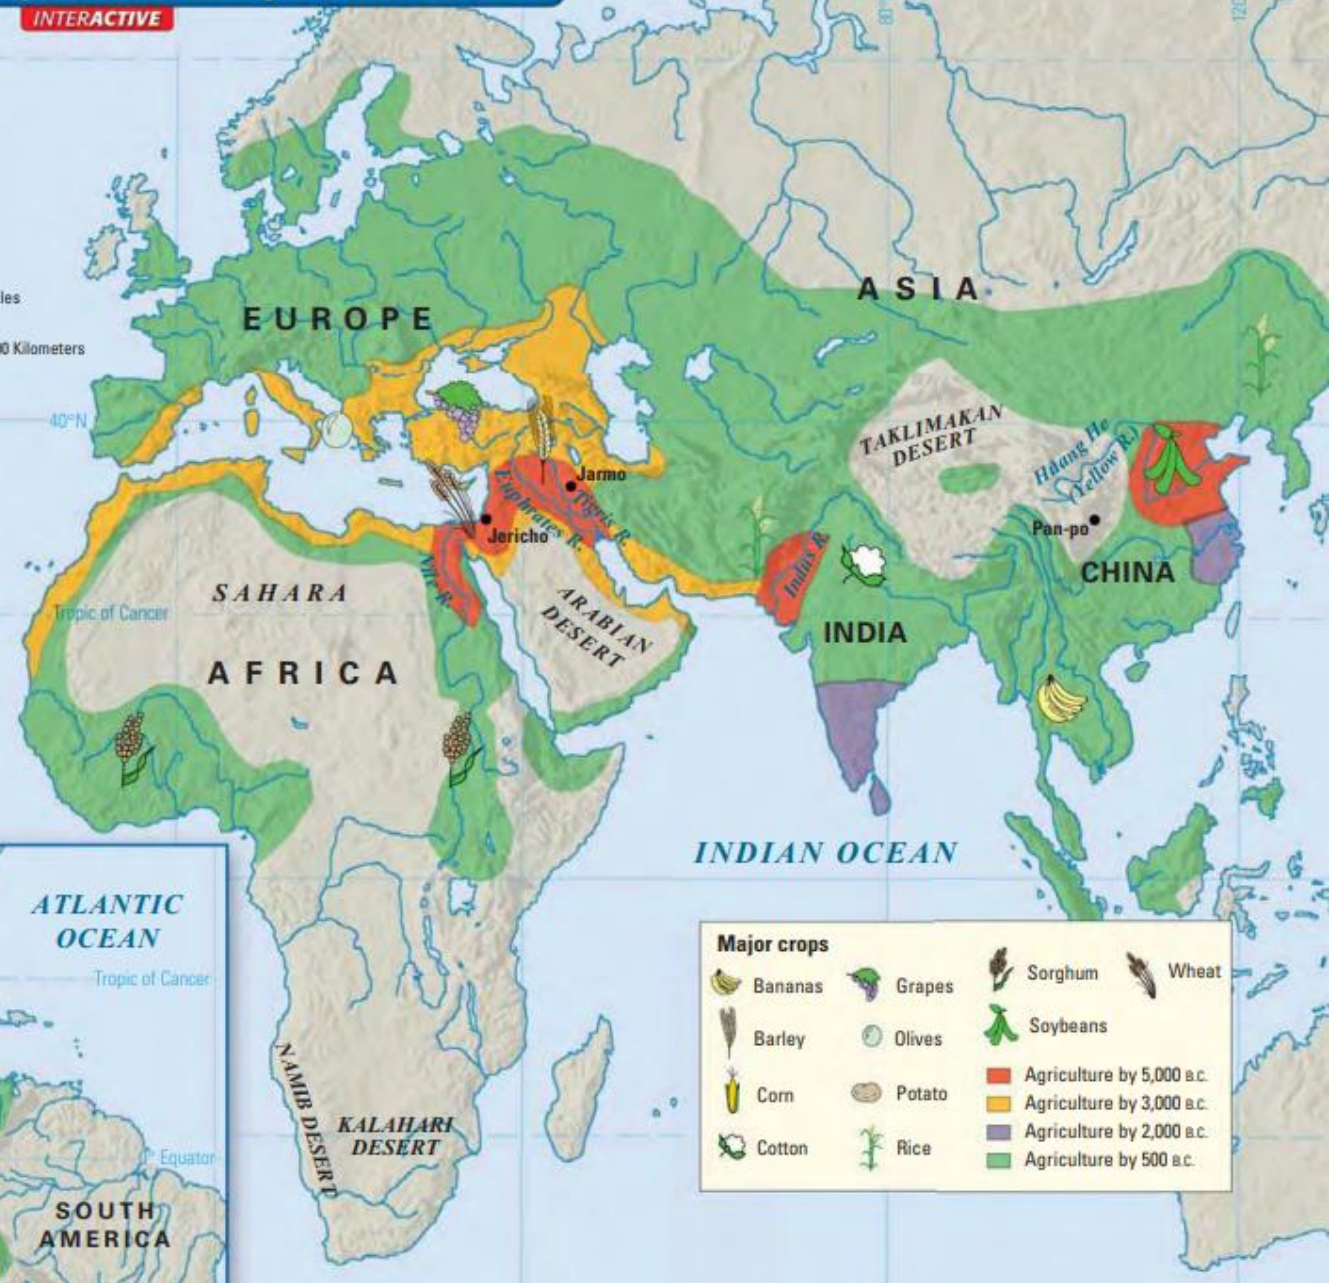 INTERACTIVE
80°
120
les
0 Kilometers
40°N
EUROPE
ASIA
TAKLIMAKAN
DESERT
Huang He
(Yellow R.)
Jarmo
Euphrates R.
Tigris R.
Jericho
Pan-po
Indus R.
CHINA
SAHARA
Tropic of Cancer
ARABIAN
DESERT
INDIA
AFRICA
INDIAN OCEAN
ATLANTIC
OCEAN
Tropic of Cancer
Major crops
Bananas
Grapes
Sorghum
Wheat
Barley
Olives
Soybeans
Corn
Potato
Cotton
Rice
Agriculture by 5,000 B.C.
Agriculture by 3,000 B.C.
Agriculture by 2,000 B.C.
Agriculture by 500 B.C.
NAMIB DESERT
KALAHARI
DESERT
Equator
SOUTH
AMERICA